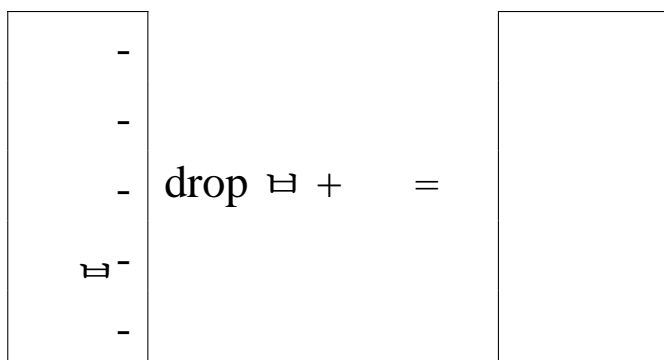 -
-
- drop ㅂ + =
ㅂ-
-